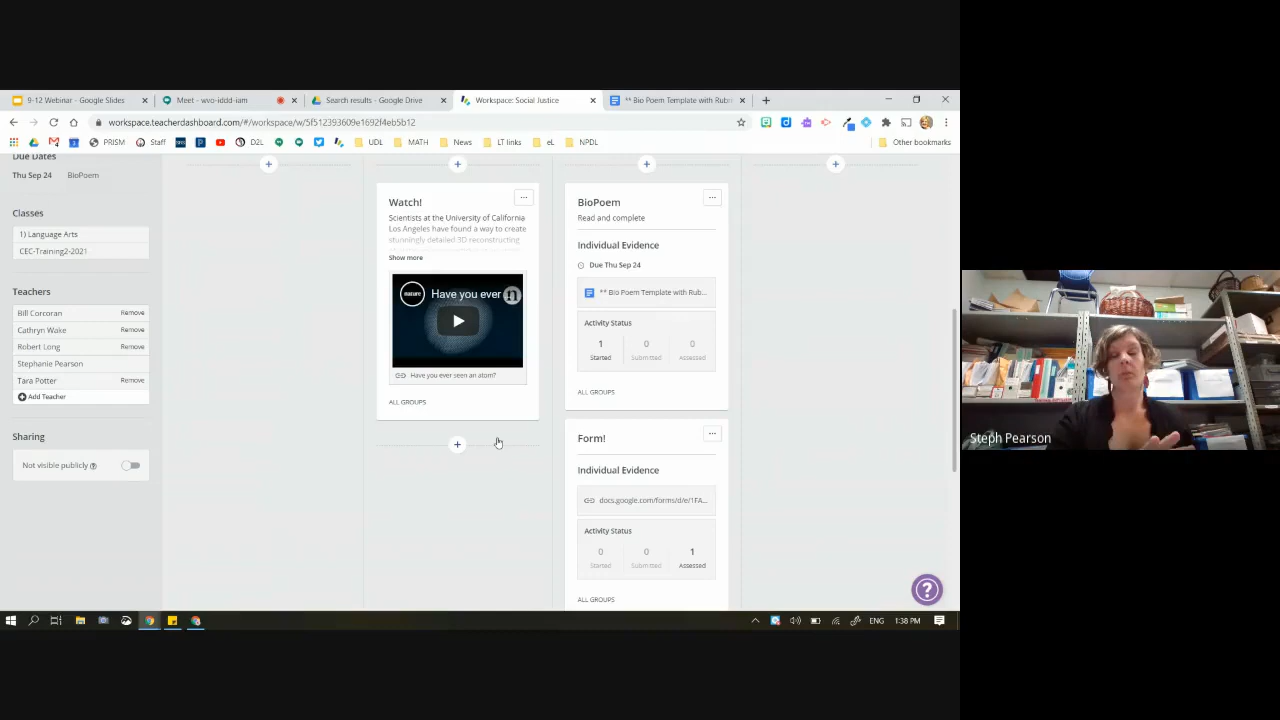 9-12 Webinar - Google Slides
Meet - wvo-iddd-iam
Search results - Google Drive
Workspace: Social Justice
** Bio Poem Template with Rubri
workspace.teacherdashboard.com/#/workspace/w/5f512393609e1692f4eb5b12
PRISM
Staff
D2L
UDL
MATH
News
LT links
eL
NPDL
Other bookmarks
Due Dates
Thu Sep 24 BioPoem
Classes
1) Language Arts
CEC-Training2-2021
Teachers
Bill Corcoran Remove
Cathryn Wake Remove
Robert Long Remove
Stephanie Pearson
Tara Potter Remove
Add Teacher
Sharing
Not visible publicly
Watch!
Scientists at the University of California
Los Angeles have found a way to create
stunningly detailed 3D reconstructing
Show more
nature
Have you ever
Have you ever seen an atom?
ALL GROUPS
BioPoem
Read and complete
Individual Evidence
Due Thu Sep 24
** Bio Poem Template with Rub...
Activity Status
1 0 0
Started Submitted Assessed
ALL GROUPS
Form!
Individual Evidence
docs.google.com/forms/d/e/1FA...
Activity Status
0 0 1
Started Submitted Assessed
ALL GROUPS
Steph Pearson
ENG
1:38 PM